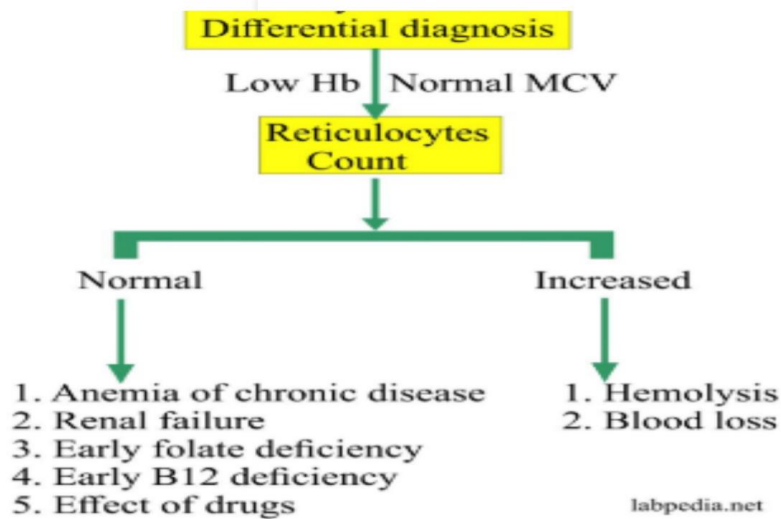 Differential diagnosis
Low Hb Normal MCV
Reticulocytes
Count
Normal
Increased
1. Anemia of chronic disease
2. Renal failure
3. Early folate deficiency
4. Early B12 deficiency
5. Effect of drugs
1. Hemolysis
2. Blood loss
labpedia.net